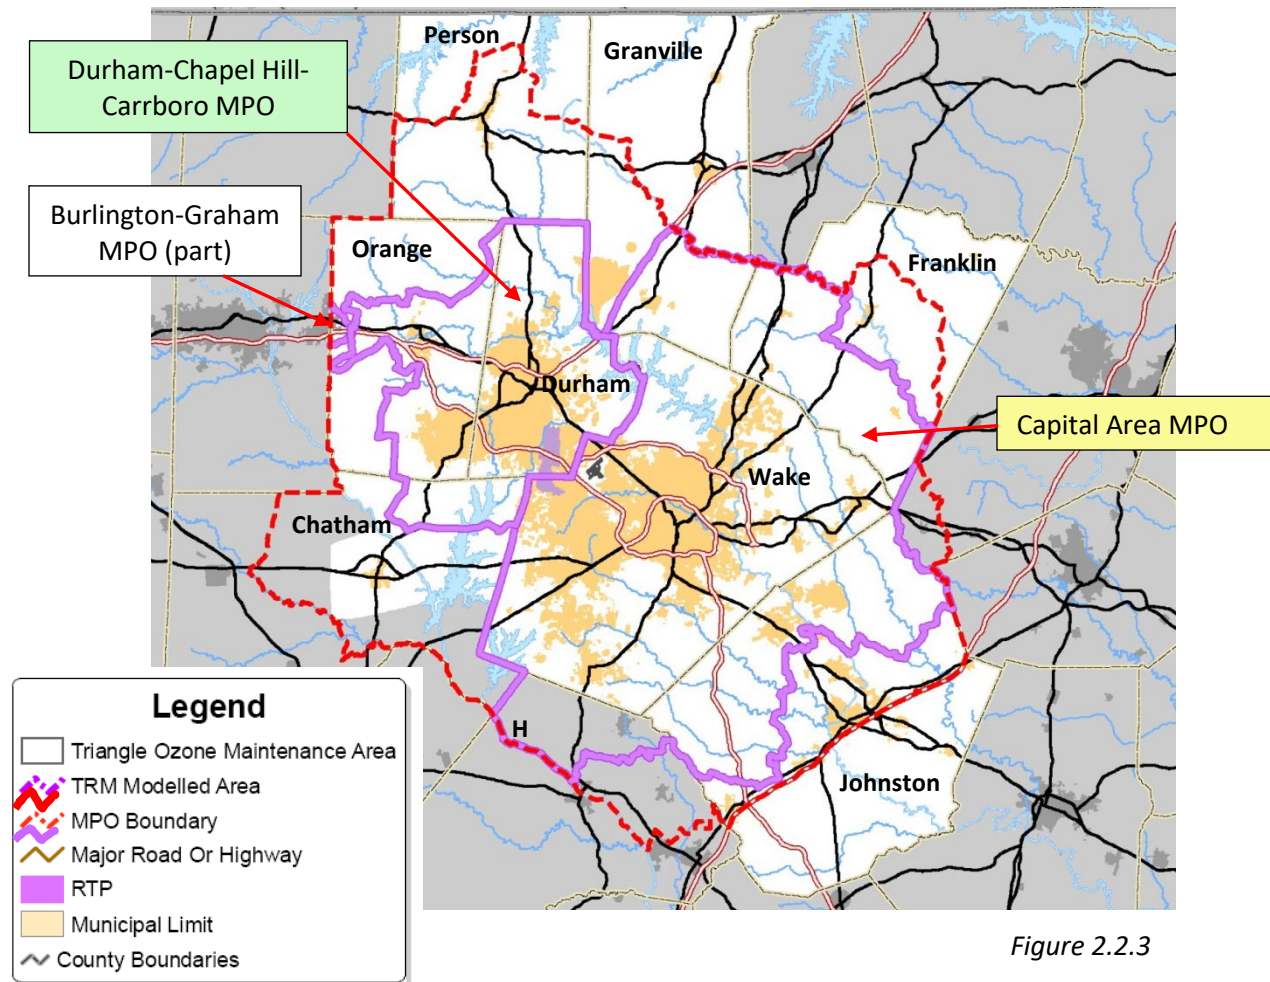 Person
Granville
Durham-Chapel Hill-
Carrboro MPO
Burlington-Graham
MPO (part)
Orange
Franklin
Durham
Capital Area MPO
Wake
Chatham
H
Johnston
Legend
Triangle Ozone Maintenance Area
TRM Modelled Area
MPO Boundary
Major Road Or Highway
RTP
Municipal Limit
County Boundaries
Figure 2.2.3